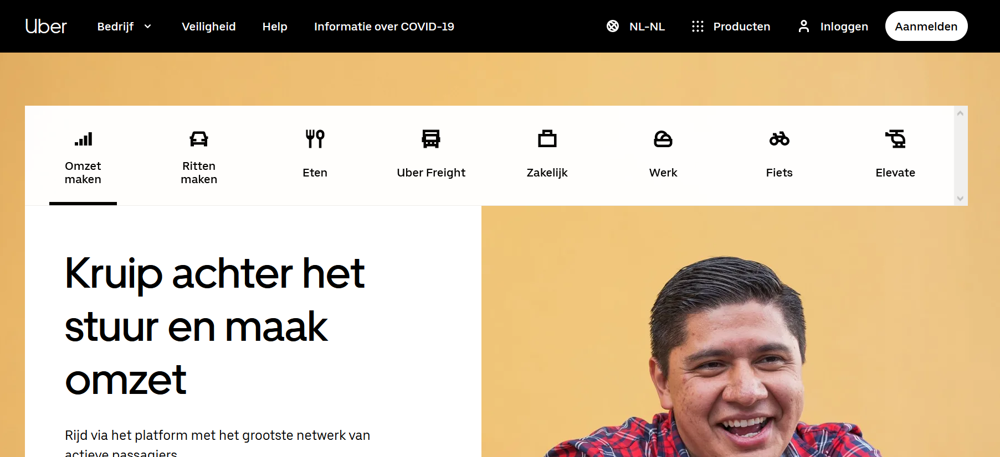 Uber Bedrijf Veiligheid Help Informatie over COVID-19 NL-NL Producten Inloggen Aanmelden
Omzet maken
Ritten maken
Eten
Uber Freight
Zakelijk
Werk
Fiets
Elevate
Kruip achter het
stuur en maak
omzet
Rijd via het platform met het grootste netwerk van
actieve passagiers.